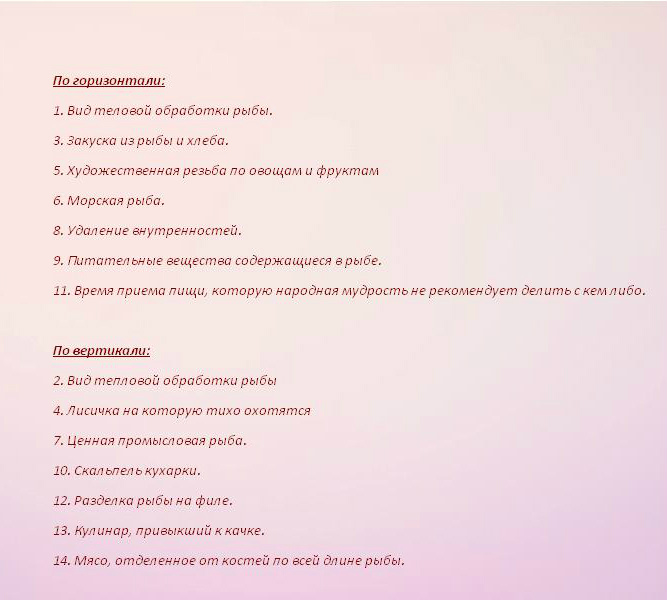 По горизонтали:
1. Вид теловой обработки рыбы.
3. Закуска из рыбы и хлеба.
5. Художественная резьба по овощам и фруктам
6. Морская рыба.
8. Удаление внутренностей.
9. Питательные вещества содержащиеся в рыбе.
11. Время приема пищи, которую народная мудрость не рекомендует делить с кем либо.
По вертикали:
2. Вид тепловой обработки рыбы
4. Лисичка на которую тихо охотятся
7. Ценная промысловая рыба.
10. Скальпель кухарки.
12. Разделка рыбы на филе.
13. Кулинар, привыкший к качке.
14. Мясо, отделенное от костей по всей длине рыбы.